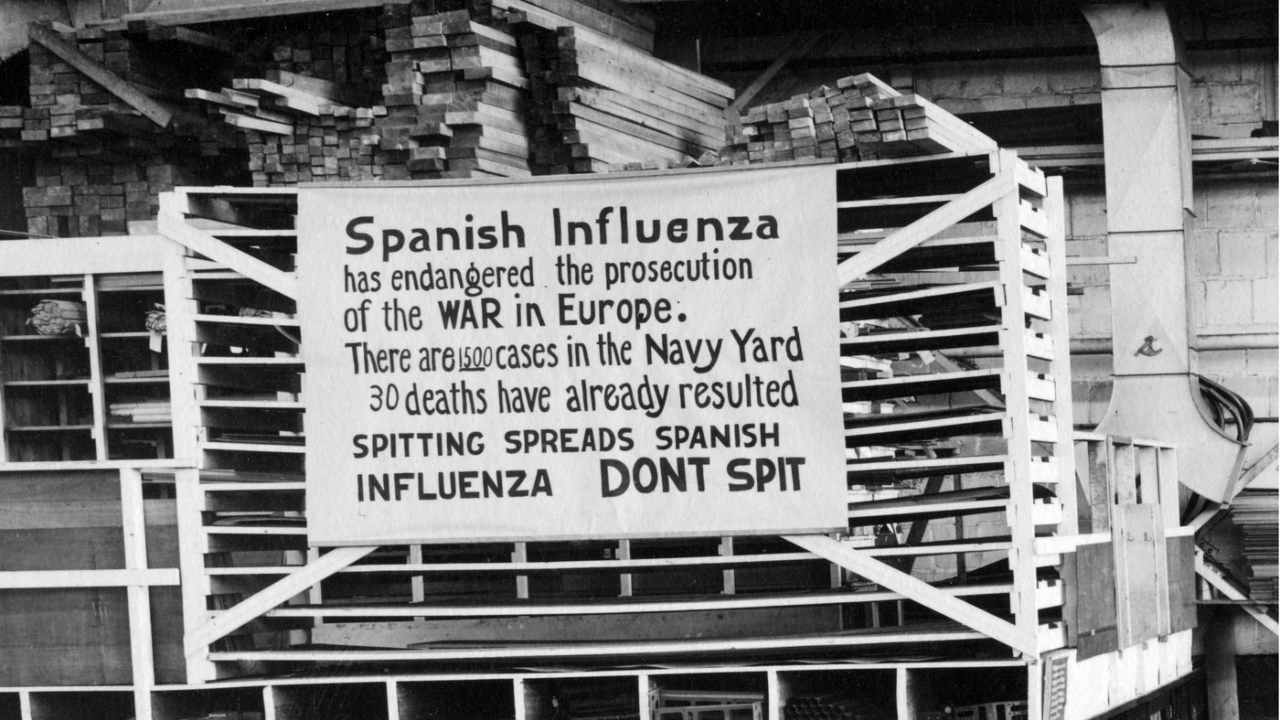 Spanish Influenza
has endangered the prosecution
of the WAR in Europe.
There are 1500 cases in the Navy Yard
30 deaths have already resulted
SPITTING SPREADS SPANISH
INFLUENZA DONT SPIT